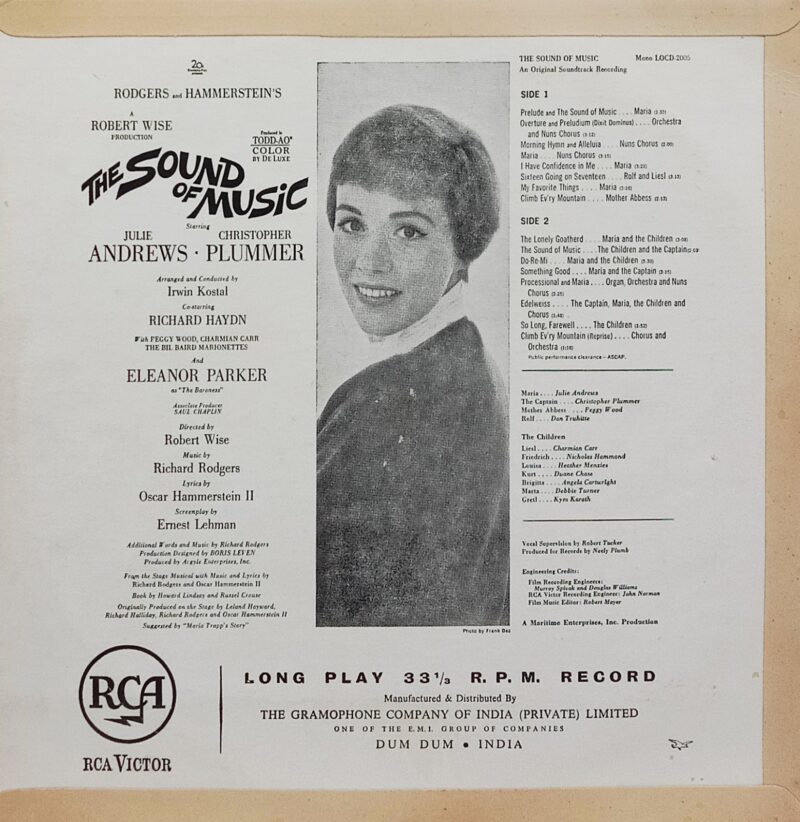 20
RODGERS and HAMMERSTEIN'S
A
ROBERT WISE
PRODUCTION
Produced in
TODD-AO
COLOR
BY DE LUXE
THE SOUND
OF MUSIC
Starring
JULIE CHRISTOPHER
ANDREWS · PLUMMER
Arranged and Conducted by
Irwin Kostal
Co-starring
RICHARD HAYDN
With PEGGY WOOD, CHARMIAN CARR
THE BIL BAIRD MARIONETTES
And
ELEANOR PARKER
as "The Baroness"
Associate Producer
SAUL CHAPLIN
Directed by
Robert Wise
Music by
Richard Rodgers
Lyrics by
Oscar Hammerstein II
Screenplay by
Ernest Lehman
Additional Words and Music by Richard Rodgers
Production Designed by BORIS LEVEN
Produced by Argyle Enterprises, Inc.
From the Stage Musical with Music and Lyrics by
Richard Rodgers and Oscar Hammerstein II
Book by Howard Lindsay and Russel Crouse
Originally Produced on the Stage by Leland Hayward,
Richard Halliday, Richard Rodgers and Oscar Hammerstein II
Suggested by "Maria Trapp's Story"
Photo by Frank
THE SOUND OF MUSIC Mono LOCD-2005
An Original Soundtrack Recording
SIDE 1
Prelude and The Sound of Music . . . . Maria
Overture and Preludium (Dixit Dominus) . . . . Orchestra
and Nuns Chorus
Morning Hymn and Alleluia . . . . Nuns Chorus
Maria . . . . Nuns Chorus
I Have Confidence in Me . . . . Maria
Sixteen Going on Seventeen . . . . Rolf and Liesl
My Favorite Things . . . . Maria
Climb Ev'ry Mountain . . . . Mother Abbess
SIDE 2
The Lonely Goatherd . . . . Maria and the Children
The Sound of Music . . . . The Children and the Captain
Do-Re-Mi . . . . Maria and the Children
Something Good . . . . Maria and the Captain
Processional and Maria . . . . Organ, Orchestra and Nuns
Chorus
Edelweiss . . . . The Captain, Maria, the Children and
Chorus
So Long, Farewell . . . . The Children
Climb Ev'ry Mountain (Reprise) . . . . Chorus and
Orchestra
Public performance clearance – ASCAP.
Maria . . . . Julie Andrews
The Captain . . . . Christopher Plummer
Mother Abbess . . . Peggy Wood
Rolf . . . . Dan Truhitte
The Children
Liesl . . . . Charmian Carr
Friedrich . . . . Nicholas Hammond
Louisa . . . . Heather Menzies
Kurt . . . . Duane Chase
Brigitta . . . . Angela Cartwright
Marta . . . . Debbie Turner
Gretl . . . . Kym Karath
Vocal Supervision by Robert Tucker
Produced for Records by Neely Plumb
Engineering Credits:
Film Recording Engineers:
Murray Spivak and Douglas Williams
RCA Victor Recording Engineer: John Norman
Film Music Editor: Robert Mayer
A Maritime Enterprises, Inc. Production
RCA
RCA VICTOR
LONG PLAY 33 1/3 R. P. M. RECORD
Manufactured & Distributed By
THE GRAMOPHONE COMPANY OF INDIA (PRIVATE) LIMITED
ONE OF THE E.M.I. GROUP OF COMPANIES
DUM DUM • INDIA